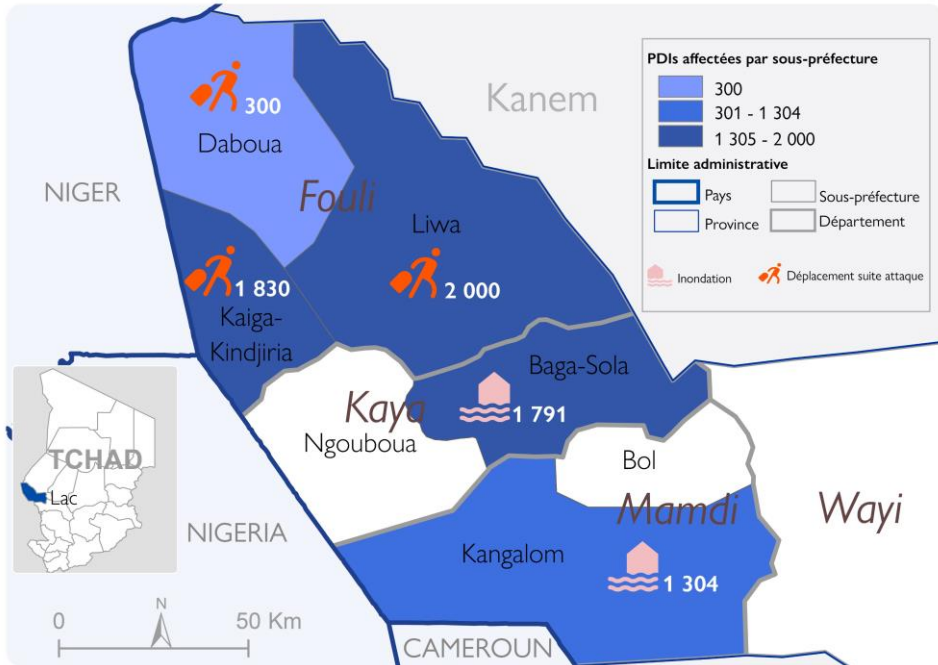 PDIs affectées par sous-préfecture
300
301 - 1 304
1 305 - 2 000
Limite administrative
Pays
Sous-préfecture
Province
Département
Inondation
Déplacement suite attaque
Kanem
300
Daboua
NIGER
Fouli
Liwa
2 000
1 830
Kaiga-
Kindjiria
Baga-Sola
1 791
Kaya
Ngouboua
Bol
Mamdi
Wayi
TCHAD
Lac
NIGERIA
Kangalom
1 304
N
0
50 Km
CAMEROUN